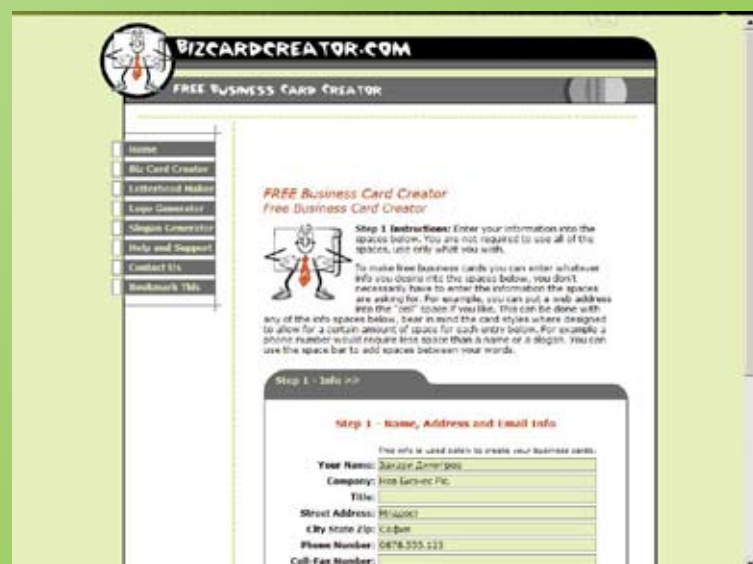 BIZCARDCREATOR.COM
FREE BUSINESS CARD CREATOR
Home
Biz Card Creator
Letterhead Maker
Logo Generator
Slogan Generator
Help and Support
Contact Us
Bookmark This
FREE Business Card Creator
Free Business Card Creator
Step 1 Instructions: Enter your information into the
spaces below. You are not required to use all of the
spaces, use only what you wish.
To make free business cards you can enter whatever
info you desire into the spaces below, you don't
necessarily have to enter the information the spaces
are asking for. For example, you can put a web address
into the "cell" space if you like. This can be done with
any of the info spaces below, bear in mind the card styles where designed
to allow for a certain amount of space for each entry below. For example a
phone number would require less space than a name or a slogan. You can
use the space bar to add spaces between your words.
Step 1 - Info >>
Step 1 - Name, Address and Email Info
This info is used solely to create your business cards.
Your Name: Захари Димитров
Company: Нов Бизнес Plc.
Title:
Street Address: Младост
City State Zip: София
Phone Number: 0878.555.123
Cell-Fax Number: